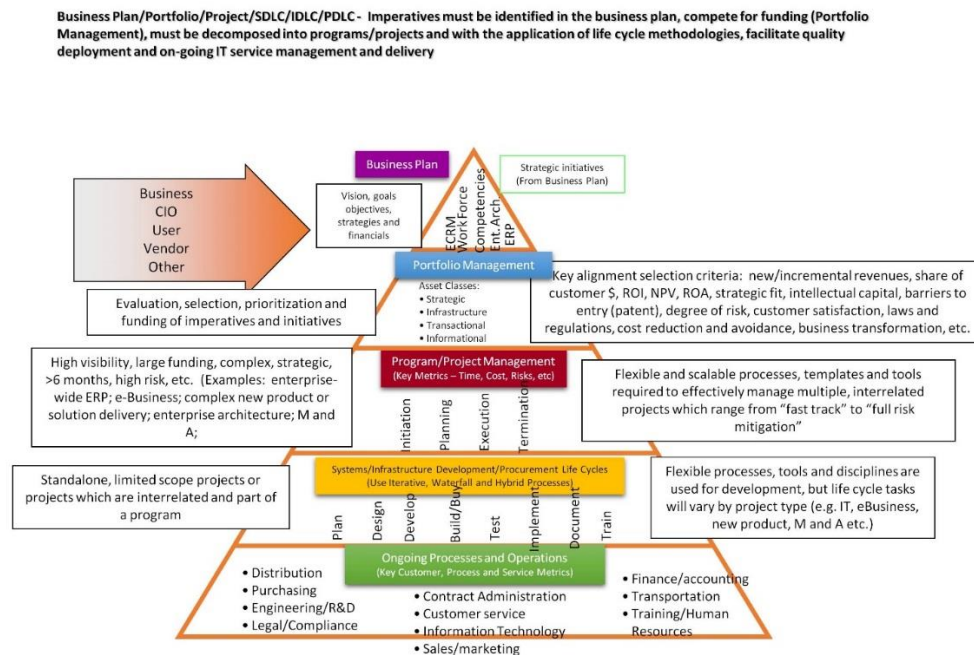 Business Plan/Portfolio/Project/SDLC/IDLC/PDLC - Imperatives must be identified in the business plan, compete for funding (Portfolio
Management), must be decomposed into programs/projects and with the application of life cycle methodologies, facilitate quality
deployment and on-going IT service management and delivery
Business
CIO
User
Vendor
Other
Business Plan
Vision, goals
objectives,
strategies and
financials
Strategic initiatives
(From Business Plan)
ECRM
Work Force
Competencies
Ent. Arch
ERP
Portfolio Management
Asset Classes:
• Strategic
• Infrastructure
• Transactional
• Informational
Evaluation, selection, prioritization and
funding of imperatives and initiatives
Key alignment selection criteria: new/incremental revenues, share of
customer $, ROI, NPV, ROA, strategic fit, intellectual capital, barriers to
entry (patent), degree of risk, customer satisfaction, laws and
regulations, cost reduction and avoidance, business transformation, etc.
Program/Project Management
(Key Metrics – Time, Cost, Risks, etc)
High visibility, large funding, complex, strategic,
>6 months, high risk, etc. (Examples: enterprise-
wide ERP; e-Business; complex new product or
solution delivery; enterprise architecture; M and
A;
Initiation
Planning
Execution
Termination
Flexible and scalable processes, templates and tools
required to effectively manage multiple, interrelated
projects which range from “fast track” to “full risk
mitigation”
Systems/Infrastructure Development/Procurement Life Cycles
(Use Iterative, Waterfall and Hybrid Processes)
Standalone, limited scope projects or
projects which are interrelated and part of
a program
Plan
Design
Develop
Build/Buy
Test
Implement
Document
Train
Flexible processes, tools and disciplines are
used for development, but life cycle tasks
will vary by project type (e.g. IT, eBusiness,
new product, M and A etc.)
Ongoing Processes and Operations
(Key Customer, Process and Service Metrics)
• Distribution
• Purchasing
• Engineering/R&D
• Legal/Compliance
• Contract Administration
• Customer service
• Information Technology
• Sales/marketing
• Finance/accounting
• Transportation
• Training/Human
Resources